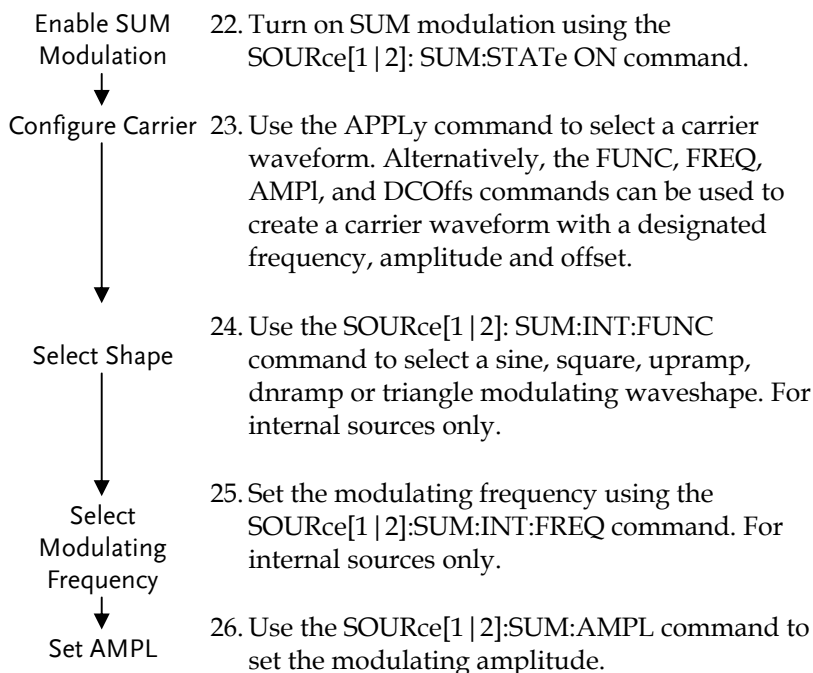 Enable SUM
Modulation
22. Turn on SUM modulation using the
SOURce[1|2]: SUM:STATe ON command.
Configure Carrier
23. Use the APPLy command to select a carrier
waveform. Alternatively, the FUNC, FREQ,
AMPl, and DCOffs commands can be used to
create a carrier waveform with a designated
frequency, amplitude and offset.
Select Shape
24. Use the SOURce[1|2]: SUM:INT:FUNC
command to select a sine, square, upramp,
dnramp or triangle modulating waveshape. For
internal sources only.
Select
Modulating
Frequency
25. Set the modulating frequency using the
SOURce[1|2]:SUM:INT:FREQ command. For
internal sources only.
Set AMPL
26. Use the SOURce[1|2]:SUM:AMPL command to
set the modulating amplitude.